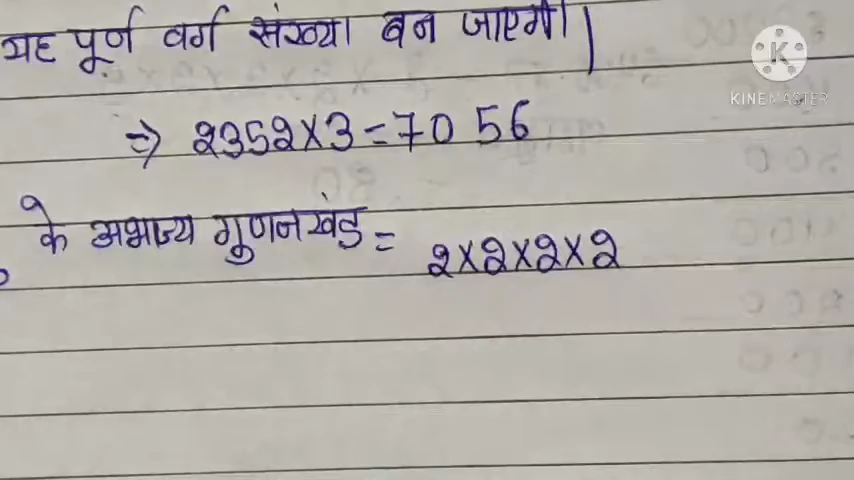 यह पूर्ण वर्ग संख्या बन जाएगी।
KINEMASTER
⇒ 2352×3=7056
के अभाज्य गुणनखंड = 2×2×2×2